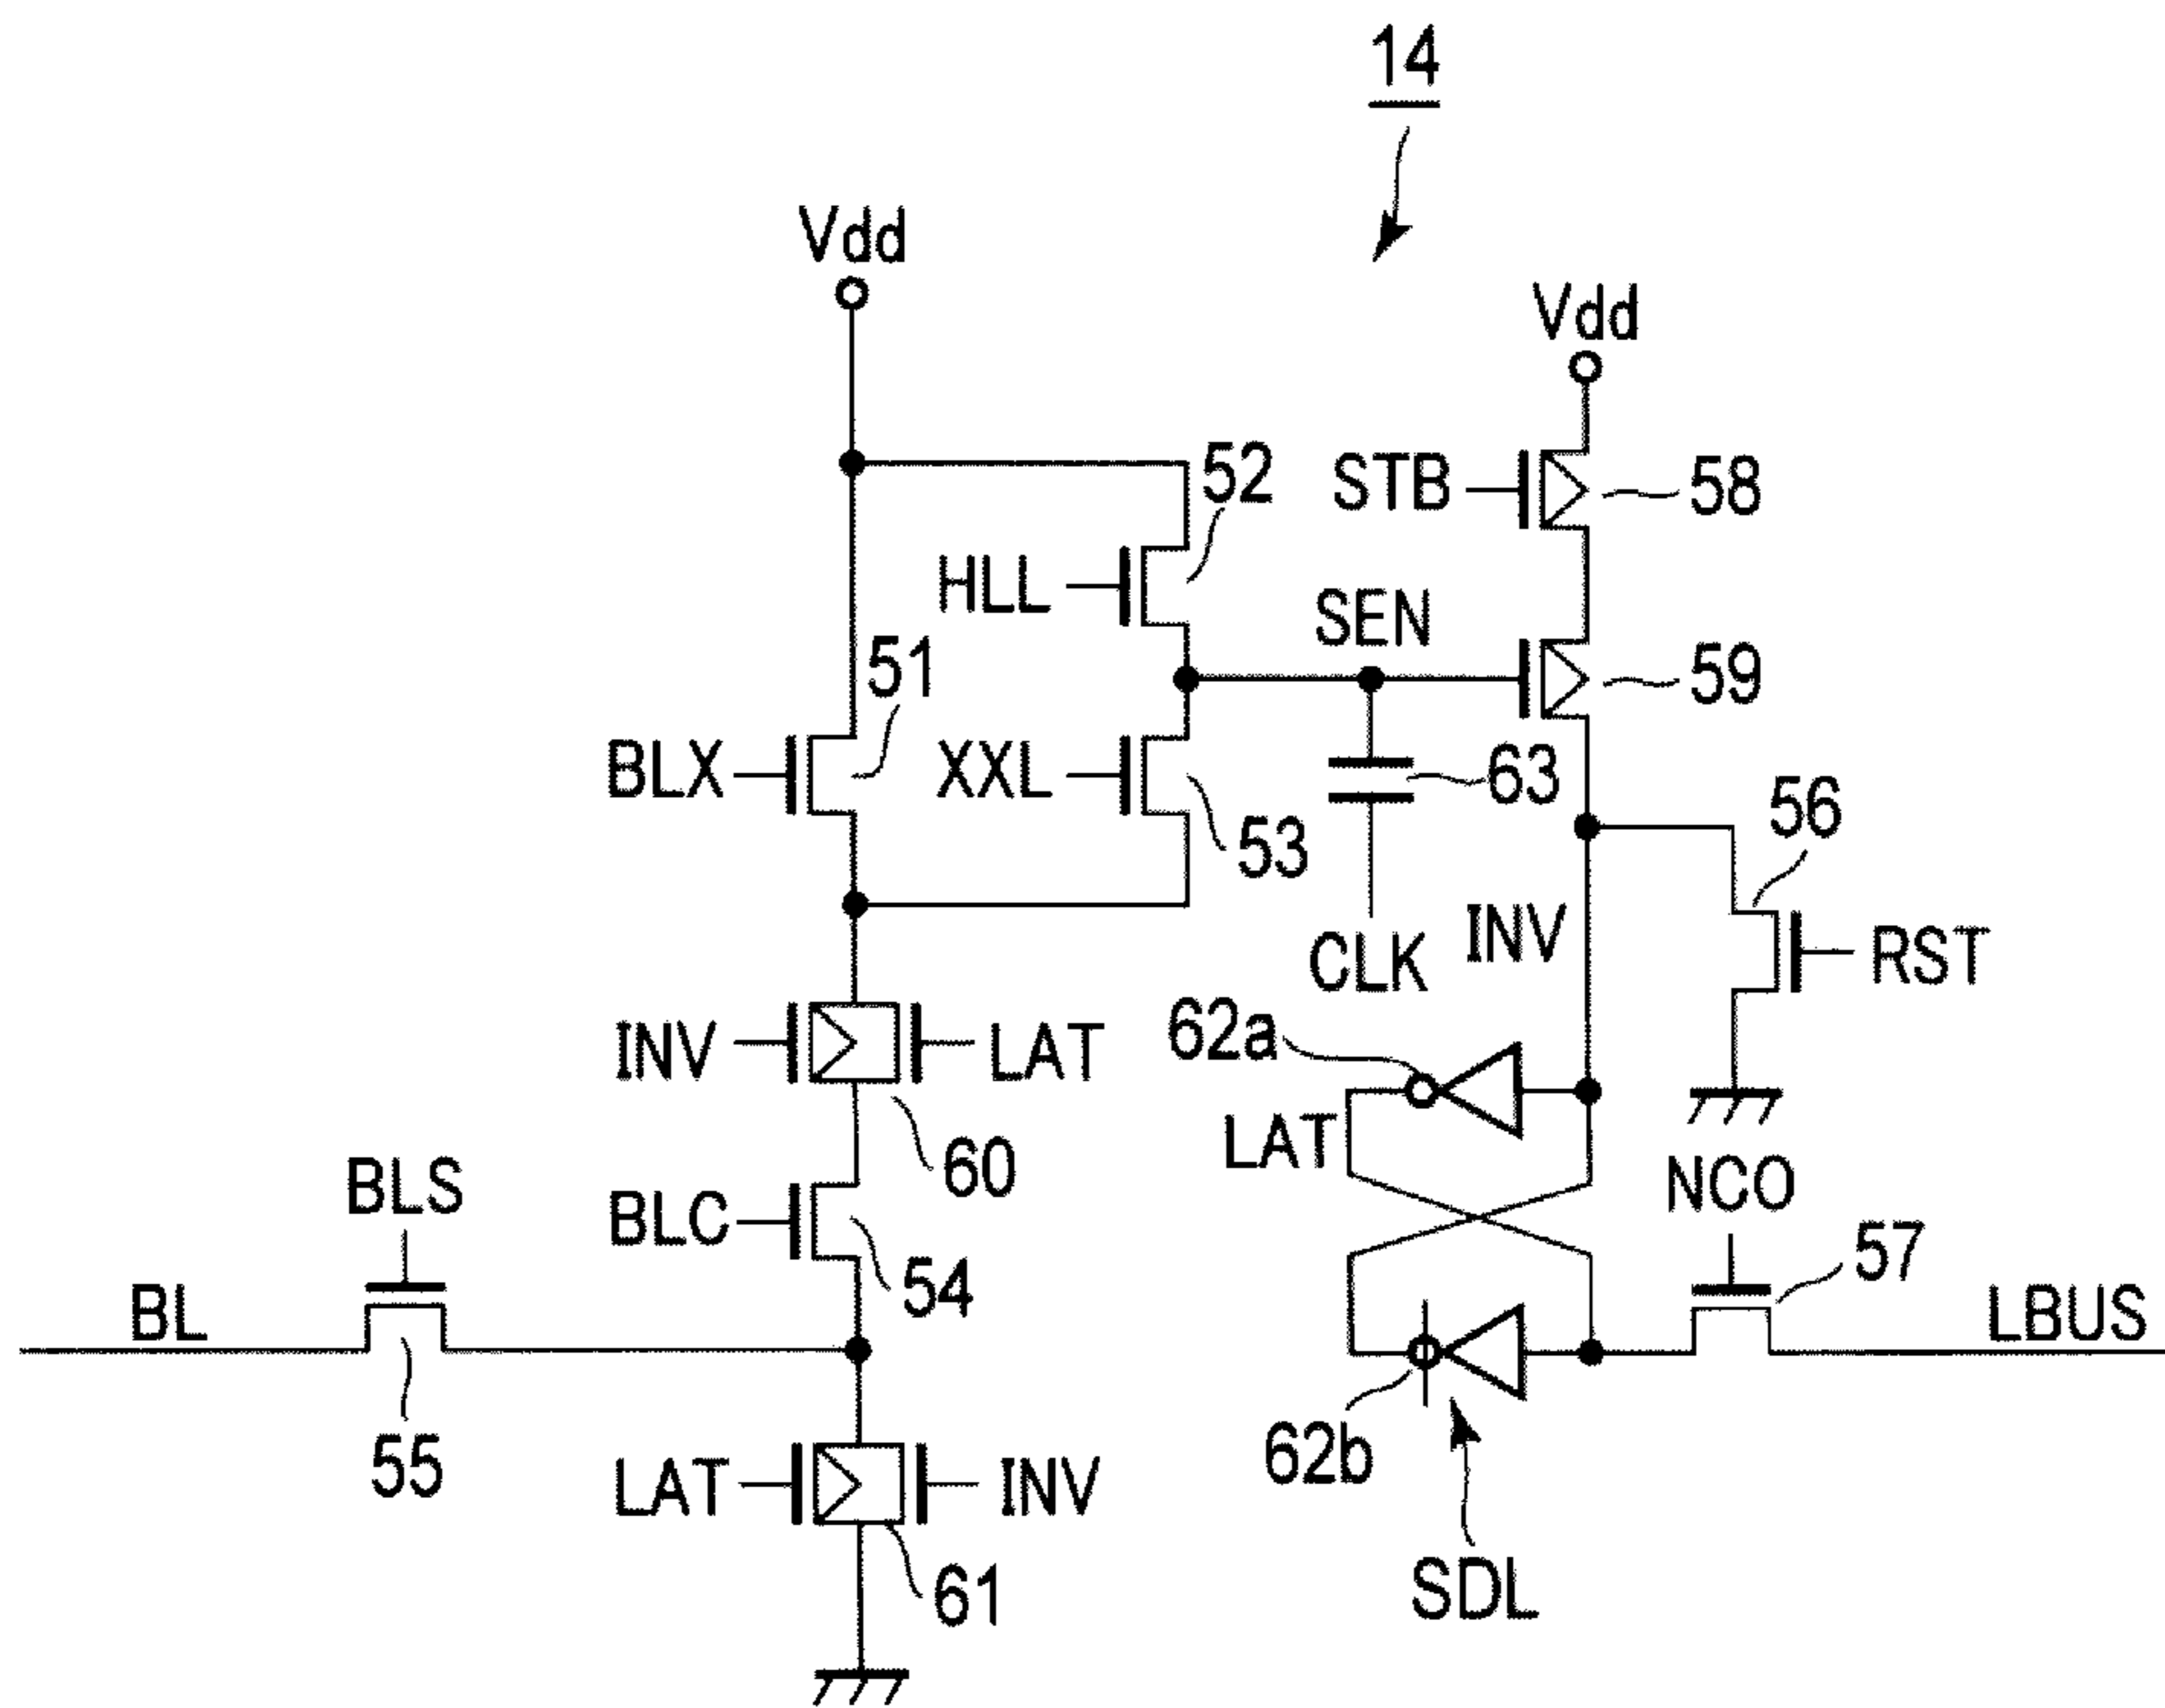 14
Vdd
Vdd
52
STB
58
HLL
SEN
51
59
BLX
XXL
63
56
53
CLK
INV
RST
62a
INV
LAT
LAT
60
NCO
BLS
BLC
57
54
BL
LBUS
55
62b
LAT
INV
61
SDL